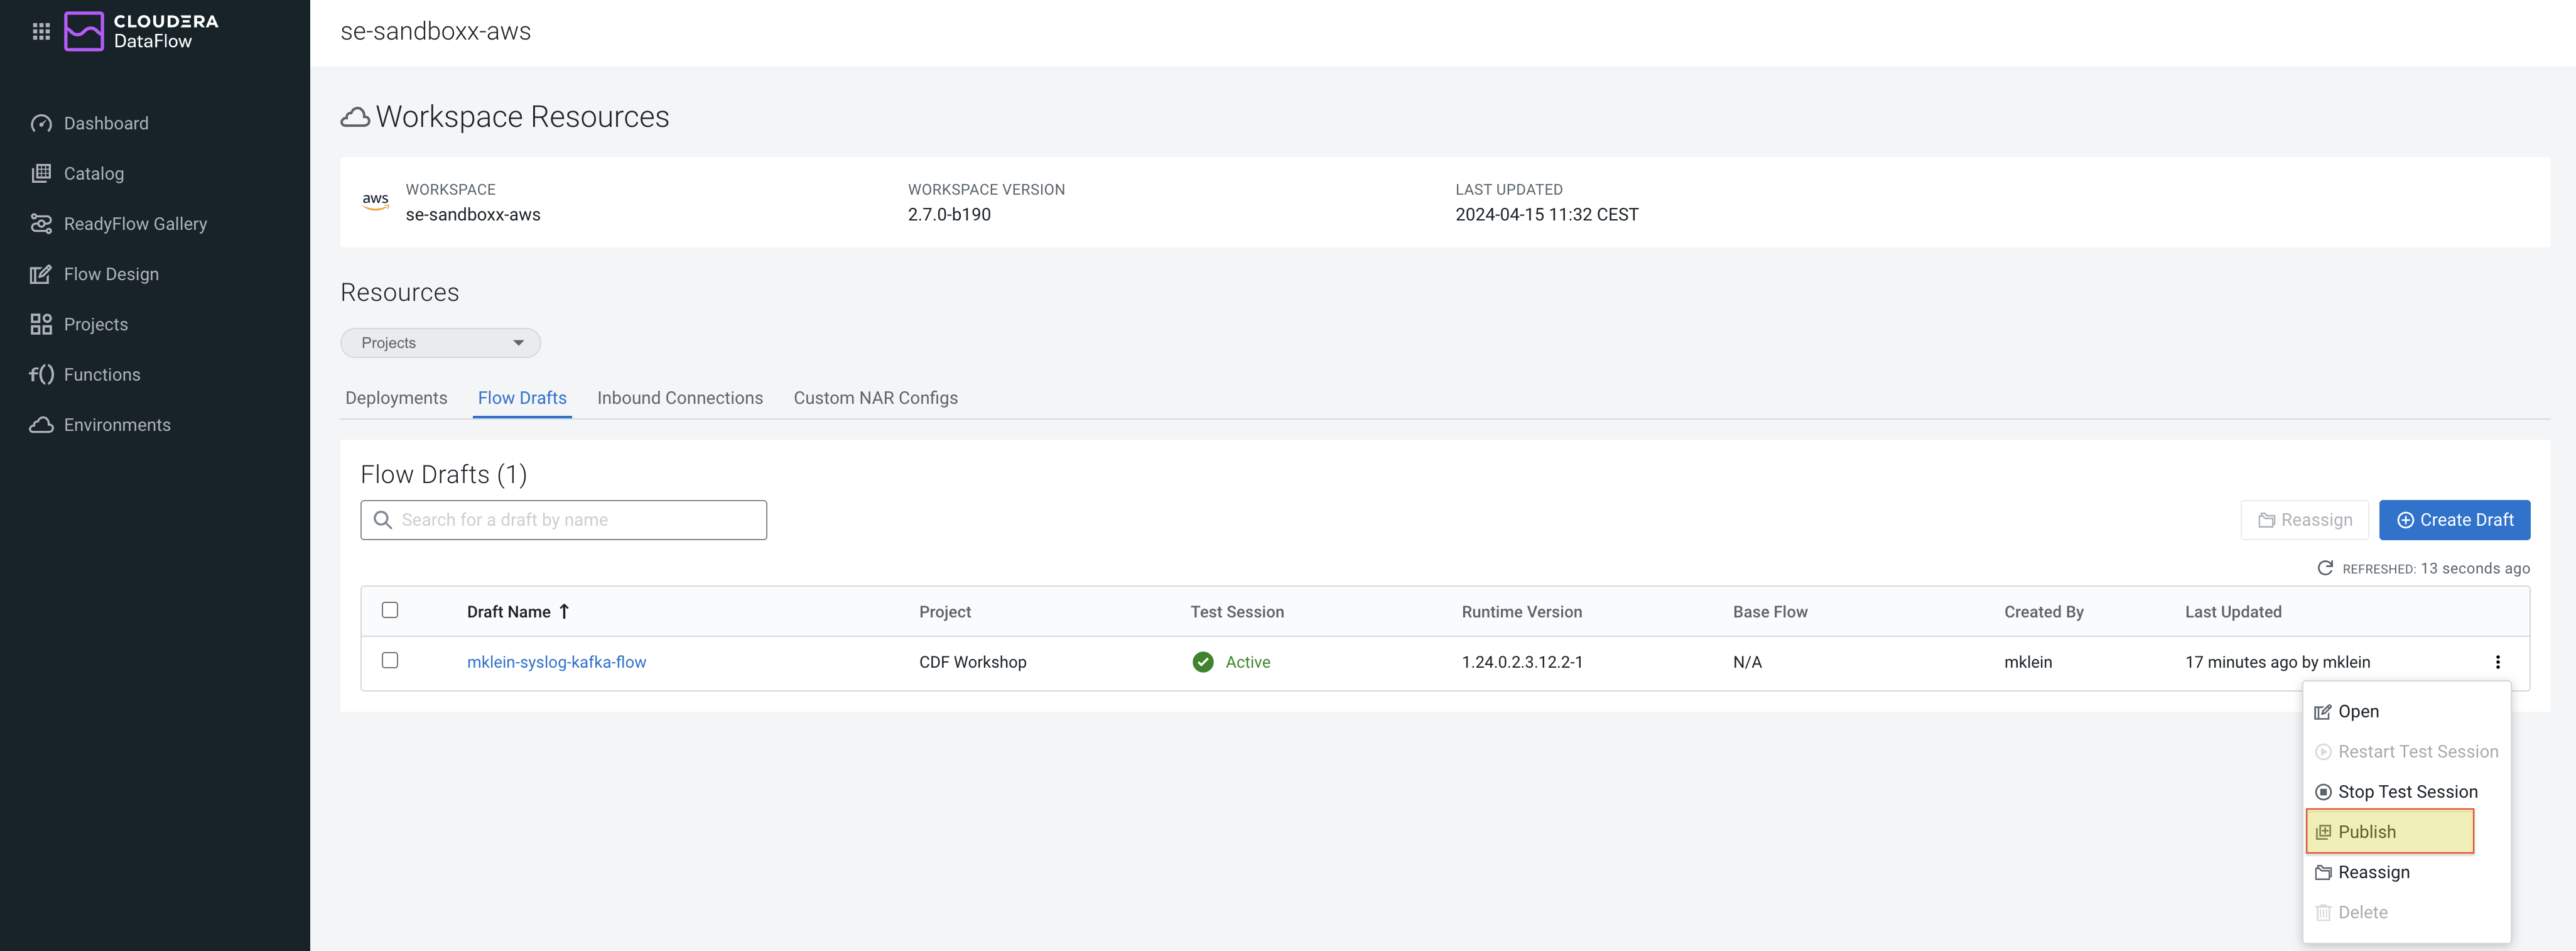 CLOUDERA
DataFlow
Dashboard
Catalog
ReadyFlow Gallery
Flow Design
Projects
f() Functions
Environments
se-sandboxx-aws
Workspace Resources
aws
WORKSPACE
se-sandboxx-aws
WORKSPACE VERSION
2.7.0-b190
LAST UPDATED
2024-04-15 11:32 CEST
Resources
Projects
Deployments Flow Drafts Inbound Connections Custom NAR Configs
Flow Drafts (1)
Search for a draft by name
Reassign Create Draft
REFRESHED: 13 seconds ago
Draft Name Project Test Session Runtime Version Base Flow Created By Last Updated
mklein-syslog-kafka-flow CDF Workshop Active 1.24.0.2.3.12.2-1 N/A mklein 17 minutes ago by mklein
Open
Restart Test Session
Stop Test Session
Publish
Reassign
Delete